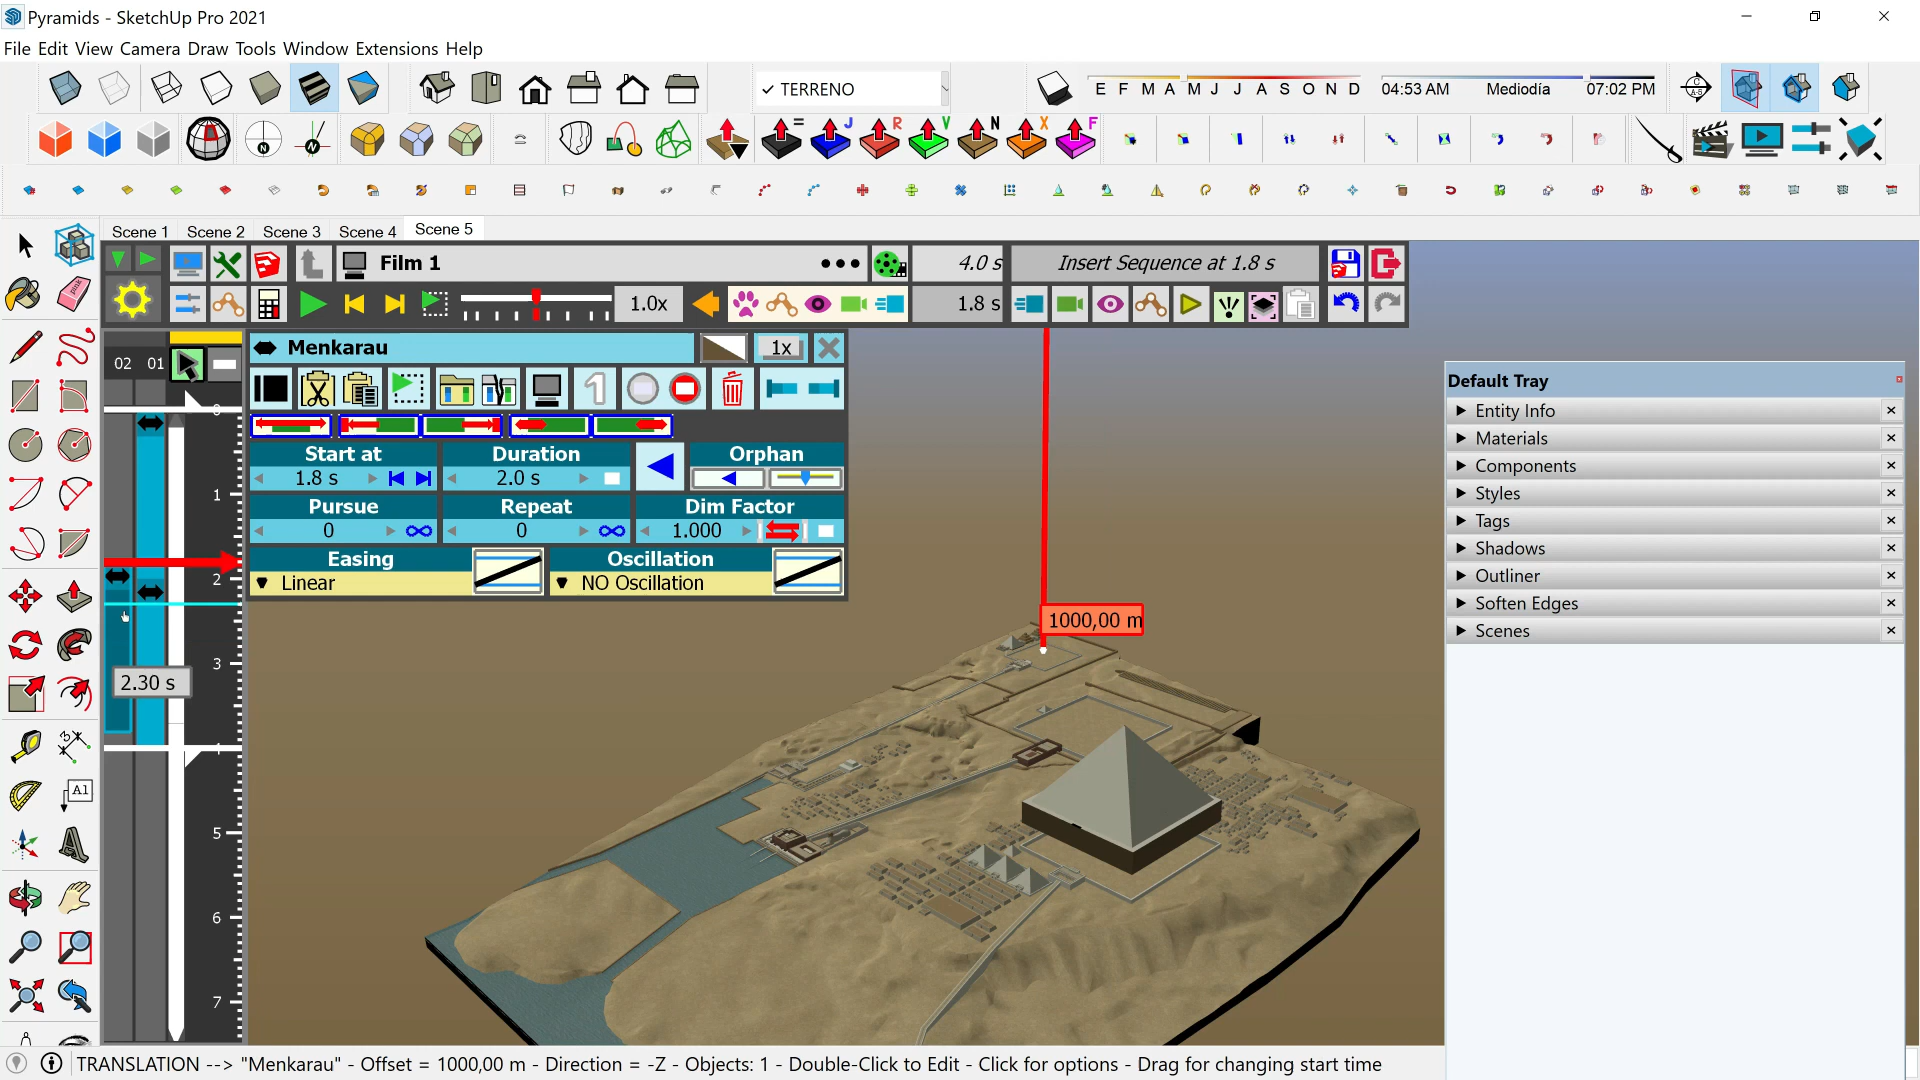 Pyramids - SketchUp Pro 2021
File Edit View Camera Draw Tools Window Extensions Help
TERRENO
E F M A M J J A S O N D
04:53 AM Mediodía 07:02 PM
= J R V N X F
Scene 1 Scene 2 Scene 3 Scene 4 Scene 5
Film 1
4.0 s
Insert Sequence at 1.8 s
1.0x
1.8 s
02 01
Menkarau
1x
Start at
Duration
Orphan
1.8 s
2.0 s
Pursue
Repeat
Dim Factor
0
0
1.000
Easing
Oscillation
Linear
NO Oscillation
0
1
2
3
4
5
6
7
2.30 s
1000,00 m
Default Tray
Entity Info
Materials
Components
Styles
Tags
Shadows
Outliner
Soften Edges
Scenes
TRANSLATION --> "Menkarau" - Offset = 1000,00 m - Direction = -Z - Objects: 1 - Double-Click to Edit - Click for options - Drag for changing start time